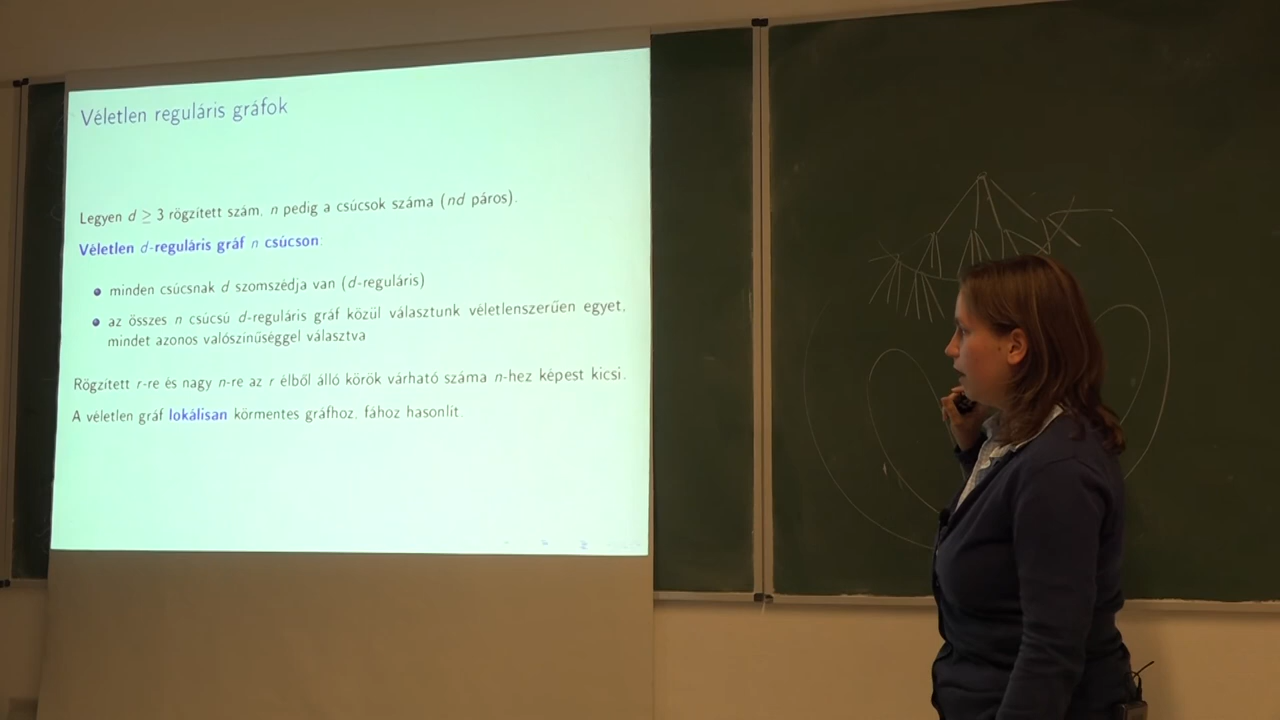 Véletlen reguláris gráfok
Legyen d ≥ 3 rögzített szám, n pedig a csúcsok száma (nd páros).
Véletlen d-reguláris gráf n csúcson:
minden csúcsnak d szomszédja van (d-reguláris)
az összes n csúcsú d-reguláris gráf közül választunk véletlenszerűen egyet,
mindet azonos valószínűséggel választva
Rögzített r-re és nagy n-re az r élből álló körök várható száma n-hez képest kicsi.
A véletlen gráf lokálisan körmentes gráfhoz, fához hasonlít.